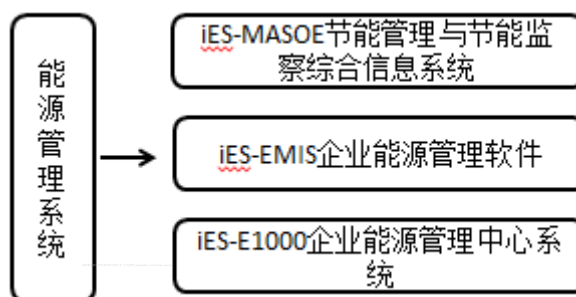 能源管理系统
iES-MASOE节能管理与节能监
察综合信息系统
iES-EMIS企业能源管理软件
iES-E1000企业能源管理中心系
统